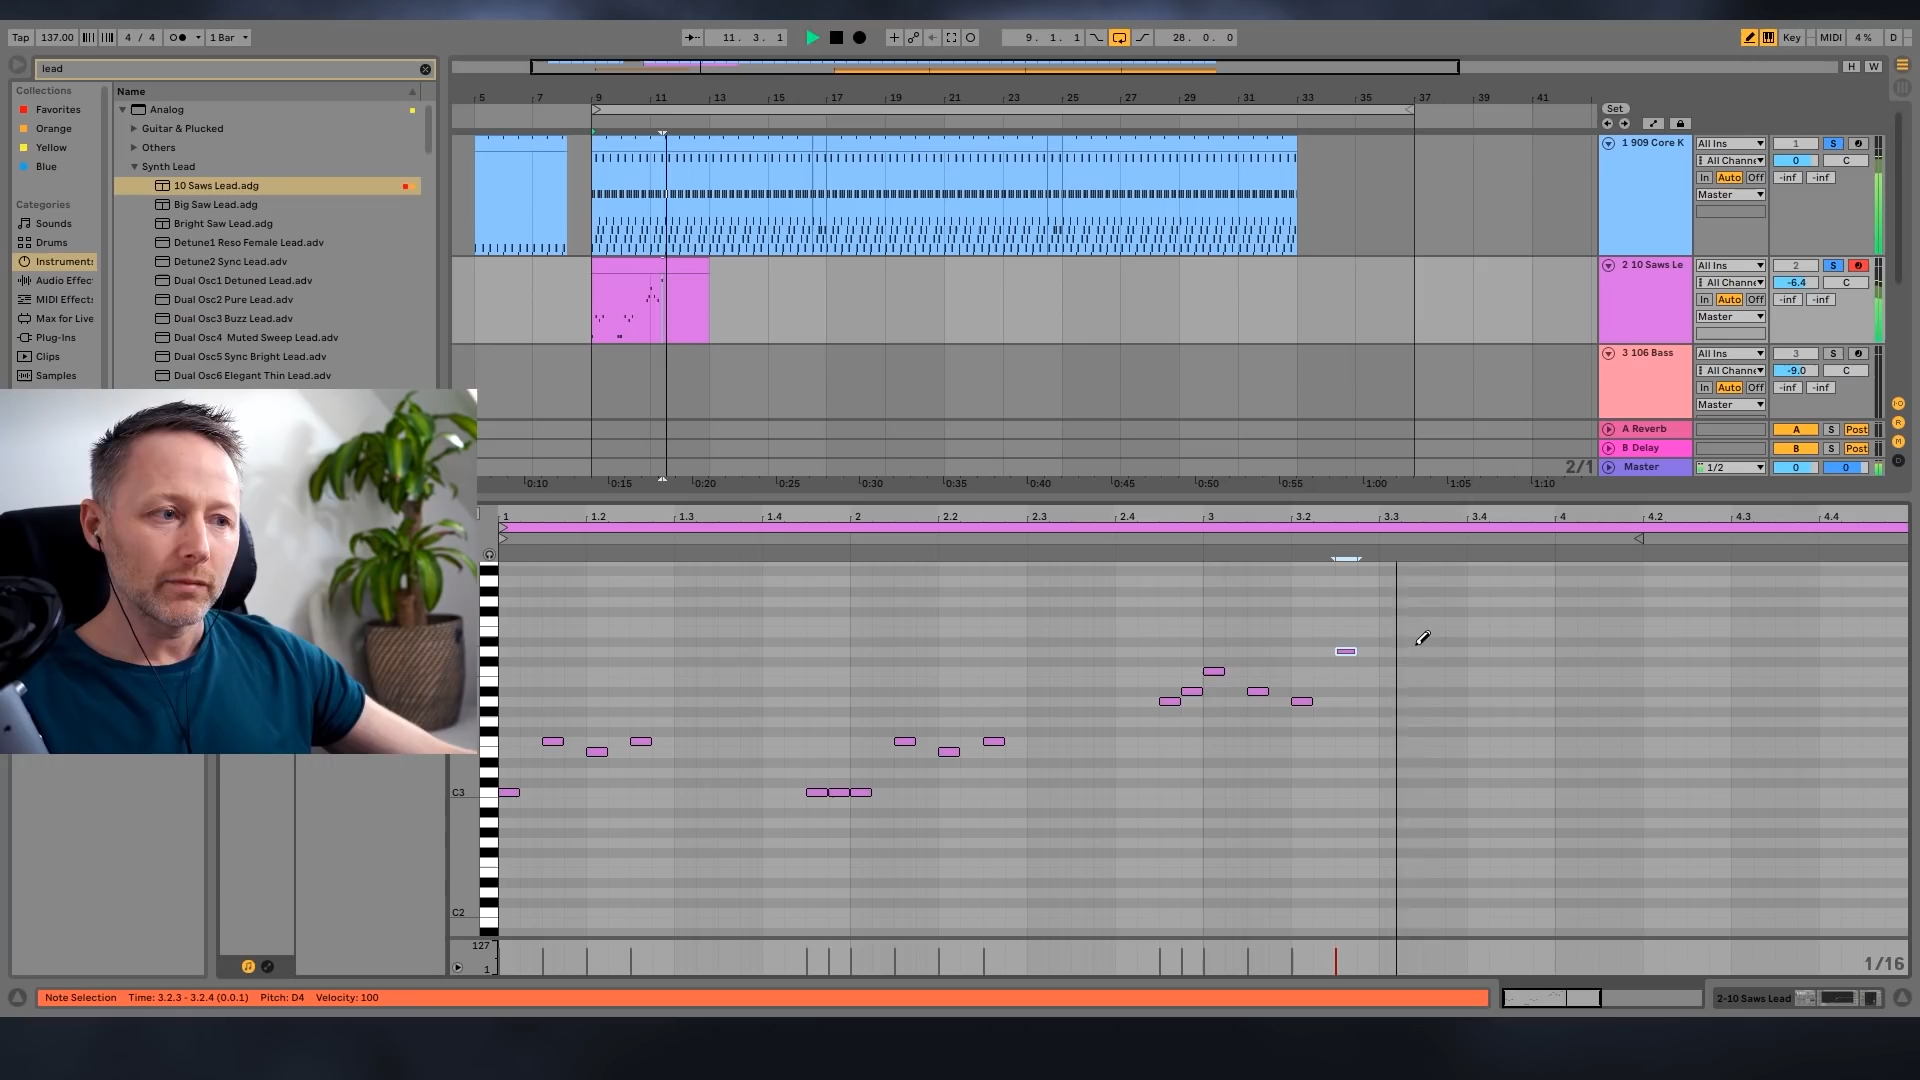 Tap 137.00 4 / 4 1 Bar 11. 3. 1 9. 1. 1 28. 0. 0 Key MIDI 4 % D
lead
H W
Collections
Favorites
Orange
Yellow
Blue
Categories
Sounds
Drums
Instruments
Audio Effec
MIDI Effects
Max for Live
Plug-Ins
Clips
Samples
Name
Analog
Guitar & Plucked
Others
Synth Lead
10 Saws Lead.adg
Big Saw Lead.adg
Bright Saw Lead.adg
Detune1 Reso Female Lead.adv
Detune2 Sync Lead.adv
Dual Osc1 Detuned Lead.adv
Dual Osc2 Pure Lead.adv
Dual Osc3 Buzz Lead.adv
Dual Osc4 Muted Sweep Lead.adv
Dual Osc5 Sync Bright Lead.adv
Dual Osc6 Elegant Thin Lead.adv
5 7 9 11 13 15 17 19 21 23 25 27 29 31 33 35 37 39 41
Set
1 909 Core K All Ins 1 S
All Channe 0 C
In Auto Off -inf -inf
Master
2 10 Saws Le All Ins 2 S
All Channe -6.4 C
In Auto Off -inf -inf
Master
3 106 Bass All Ins 3 S
All Channe -9.0 C
In Auto Off -inf -inf
Master
A Reverb A S Post
B Delay B S Post
2/1 Master 1/2 0 0
0:10 0:15 0:20 0:25 0:30 0:35 0:40 0:45 0:50 0:55 1:00 1:05 1:10
1 1.2 1.3 1.4 2 2.2 2.3 2.4 3 3.2 3.3 3.4 4 4.2 4.3 4.4
C3
C2
127
1
1/16
Note Selection Time: 3.2.3 - 3.2.4 (0.0.1) Pitch: D4 Velocity: 100
2-10 Saws Lead